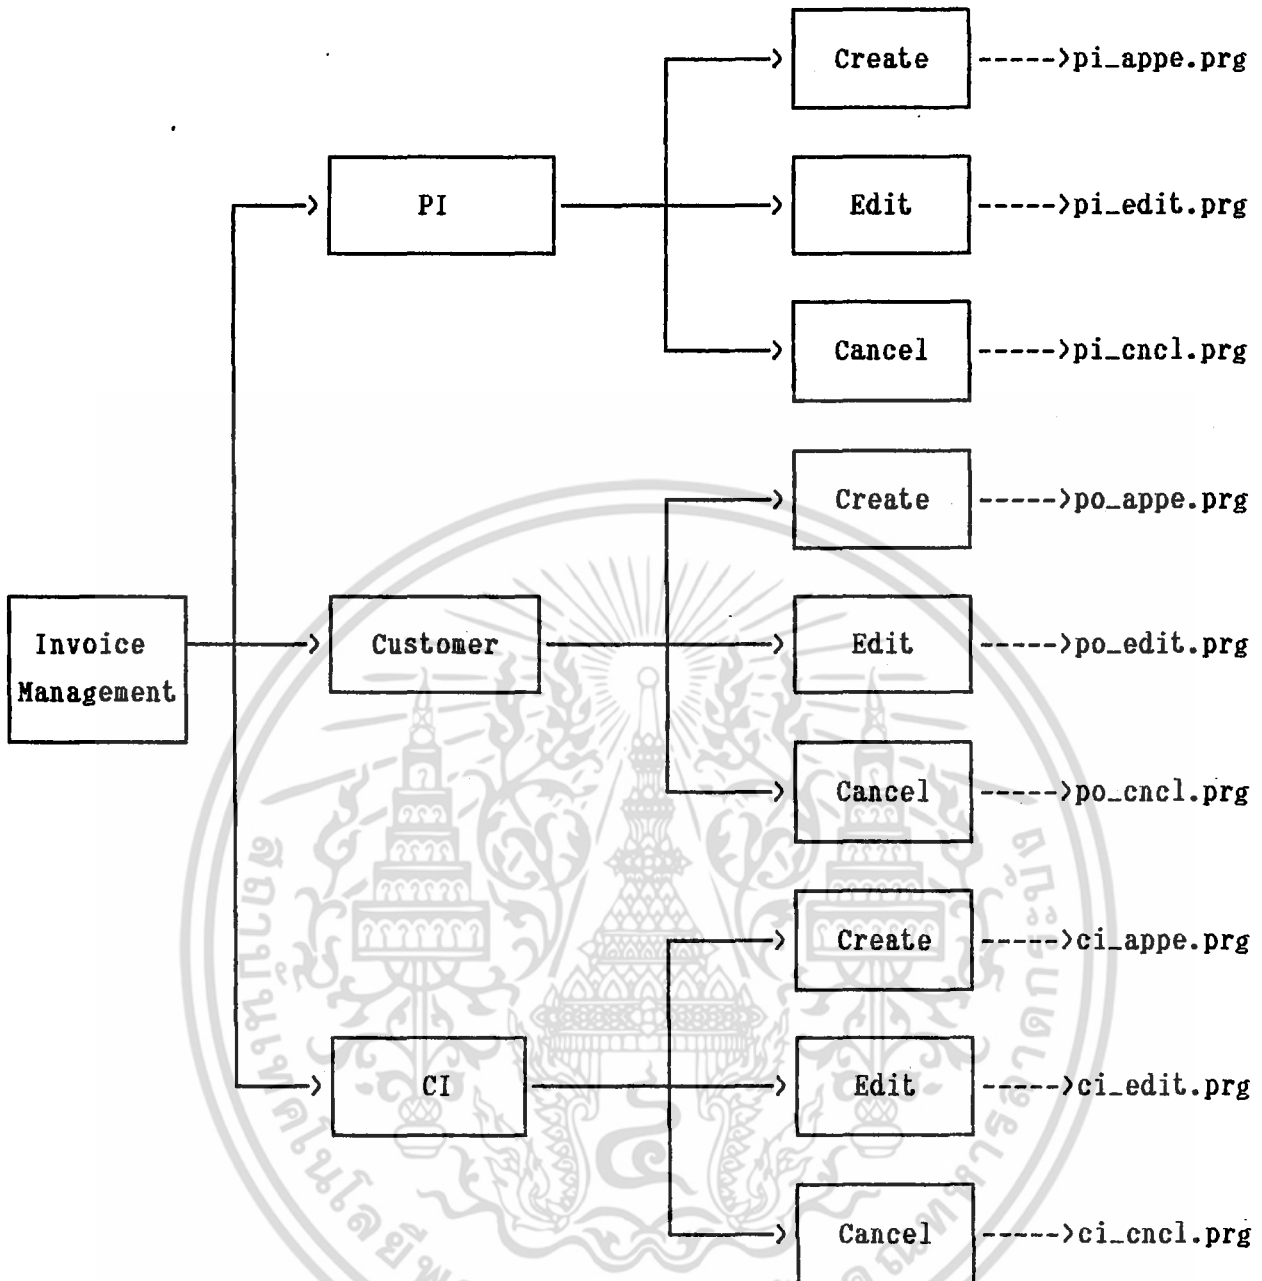 Create ----->pi_appe.prg
PI
Edit ----->pi_edit.prg
Cancel ----->pi_cncl.prg
Create ----->po_appe.prg
Invoice
Management
Customer
Edit ----->po_edit.prg
Cancel ----->po_cncl.prg
Create ----->ci_appe.prg
CI
Edit ----->ci_edit.prg
Cancel ----->ci_cncl.prg